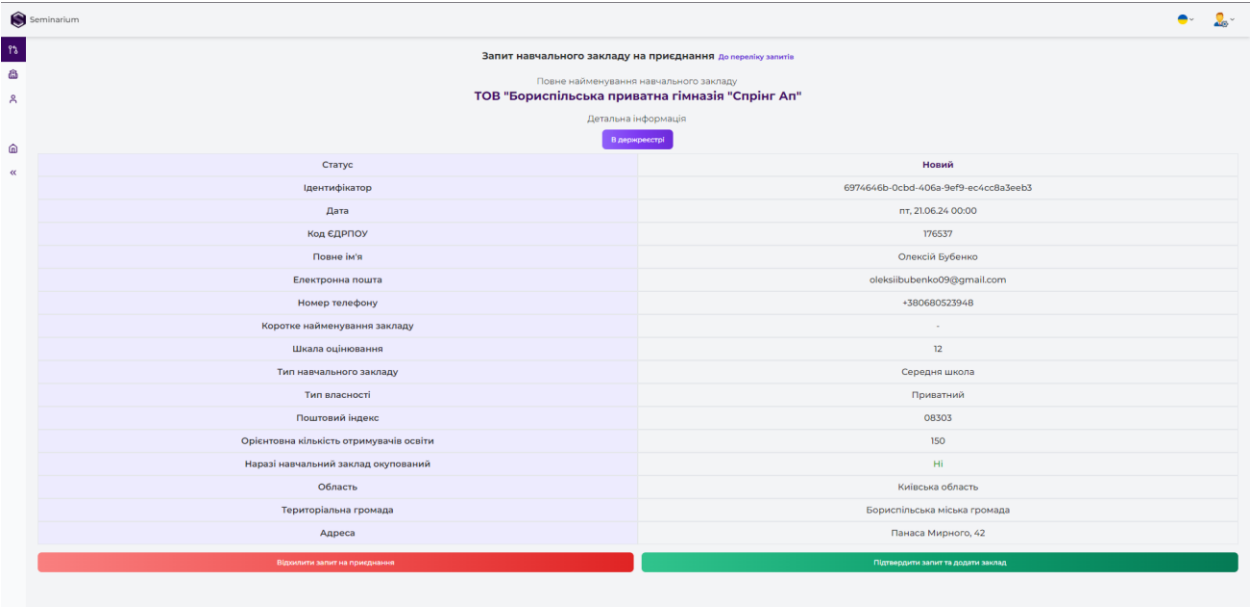 Seminarium
Запит навчального закладу на приєднання До переліку запитів
Повне найменування навчального закладу
ТОВ "Бориспільська приватна гімназія "Спрінг Ап"
Детальна інформація
В держреєстрі
Статус Новий
Ідентифікатор 6974646b-0cbd-406a-9ef9-ec4cc8a3eeb3
Дата пт, 21.06.24 00:00
Код ЄДРПОУ 176537
Повне ім'я Олексій Бубенко
Електронна пошта oleksiibubenko09@gmail.com
Номер телефону +380680523948
Коротке найменування закладу -
Шкала оцінювання 12
Тип навчального закладу Середня школа
Тип власності Приватний
Поштовий індекс 08303
Орієнтовна кількість отримувачів освіти 150
Наразі навчальний заклад окупований Ні
Область Київська область
Територіальна громада Бориспільська міська громада
Адреса Панаса Мирного, 42
Відхилити запит на приєднання Підтвердити запит та додати заклад